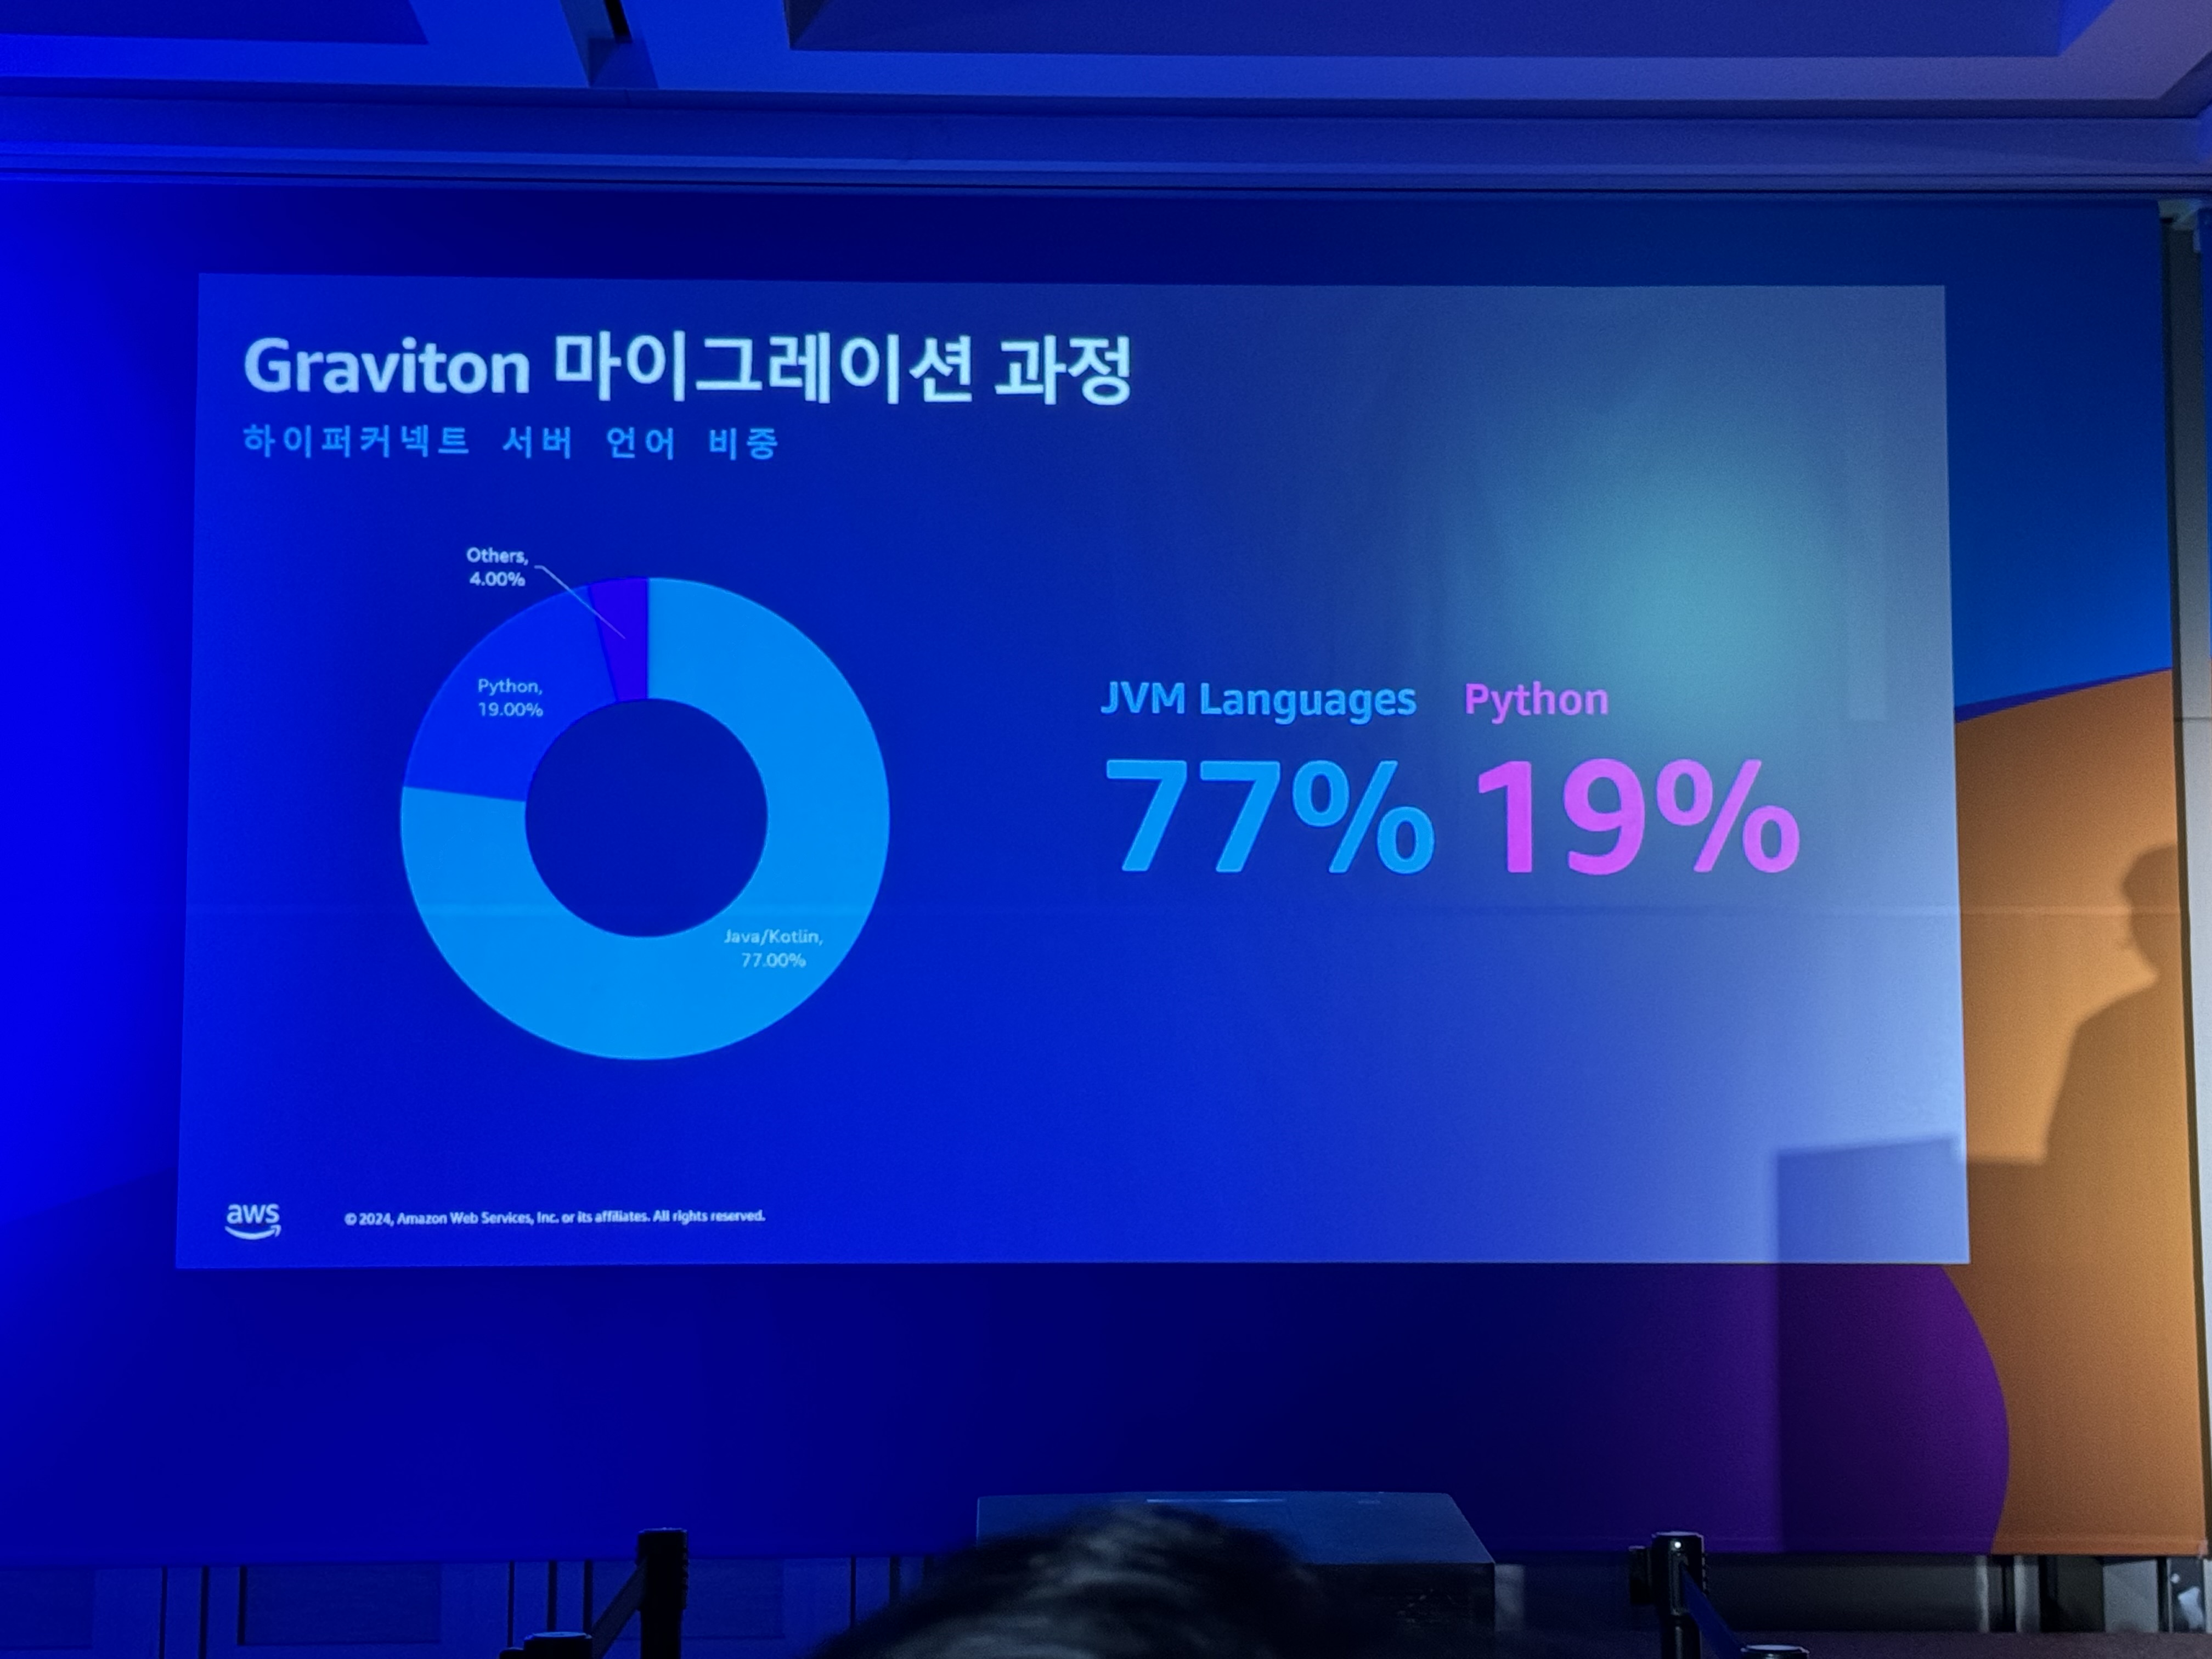 Graviton 마이그레이션 과정
하이퍼커넥트 서버 언어 비중
Others,
4.00%
Python,
19.00%
Java/Kotlin,
77.00%
JVM Languages Python
77% 19%
aws
© 2024, Amazon Web Services, Inc. or its affiliates. All rights reserved.